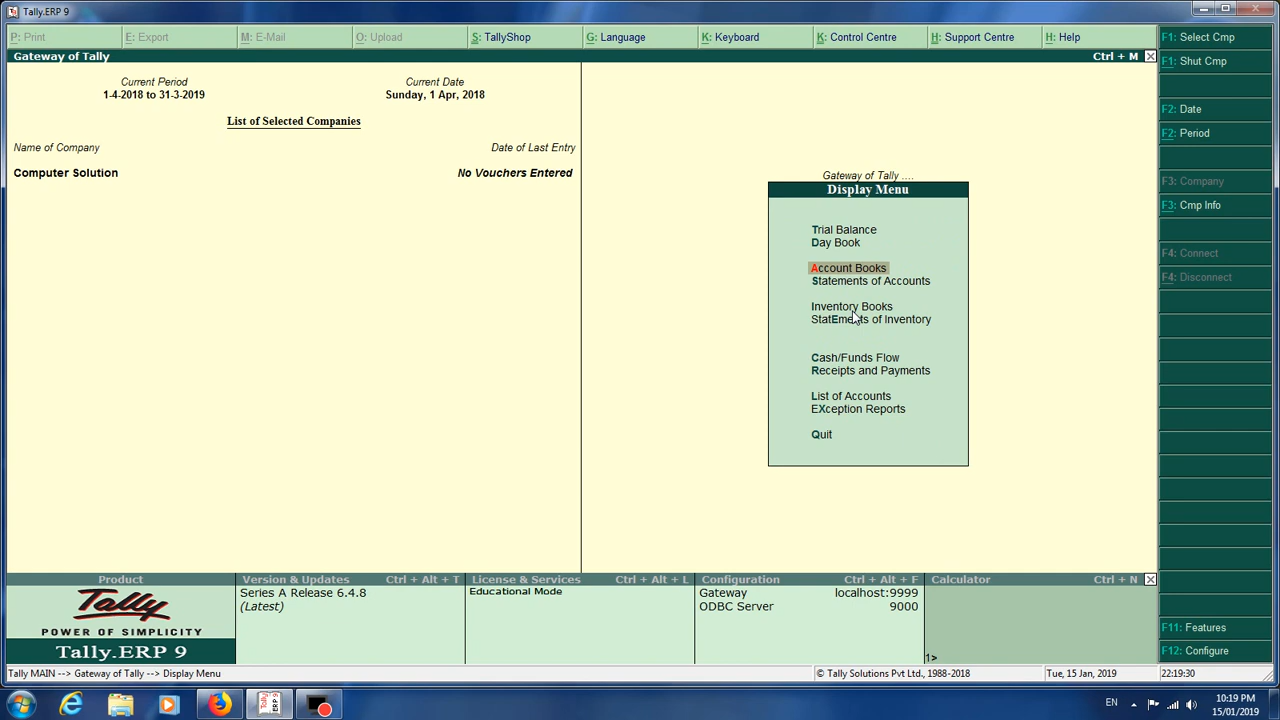 Tally.ERP 9
P: Print
E: Export
M: E-Mail
O: Upload
S: TallyShop
G: Language
K: Keyboard
K: Control Centre
H: Support Centre
H: Help
Gateway of Tally
Ctrl + M
Current Period
1-4-2018 to 31-3-2019
Current Date
Sunday, 1 Apr, 2018
List of Selected Companies
Name of Company
Date of Last Entry
Computer Solution
No Vouchers Entered
Gateway of Tally ....
Display Menu
Trial Balance
Day Book
Account Books
Statements of Accounts
Inventory Books
StatEments of Inventory
Cash/Funds Flow
Receipts and Payments
List of Accounts
EXception Reports
Quit
F1: Select Cmp
F1: Shut Cmp
F2: Date
F2: Period
F3: Company
F3: Cmp Info
F4: Connect
F4: Disconnect
F11: Features
F12: Configure
Product
Tally
POWER OF SIMPLICITY
Tally.ERP 9
Version & Updates
Ctrl + Alt + T
Series A Release 6.4.8
(Latest)
License & Services
Ctrl + Alt + L
Educational Mode
Configuration
Ctrl + Alt + F
Gateway
localhost:9999
ODBC Server
9000
Calculator
Ctrl + N
1>
Tally MAIN --> Gateway of Tally --> Display Menu
© Tally Solutions Pvt Ltd., 1988-2018
Tue, 15 Jan, 2019
22:19:30
Tally
ERP 9
EN
10:19 PM
15/01/2019